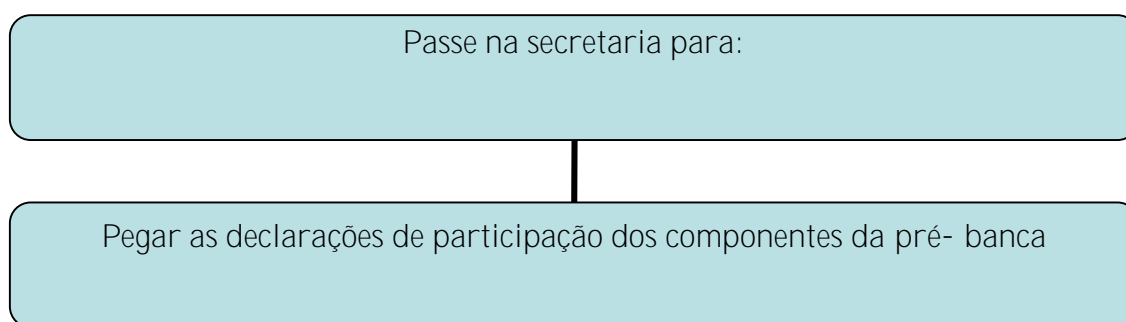 Passe na secretaria para:
Pegar as declarações de participação dos componentes da pré- banca